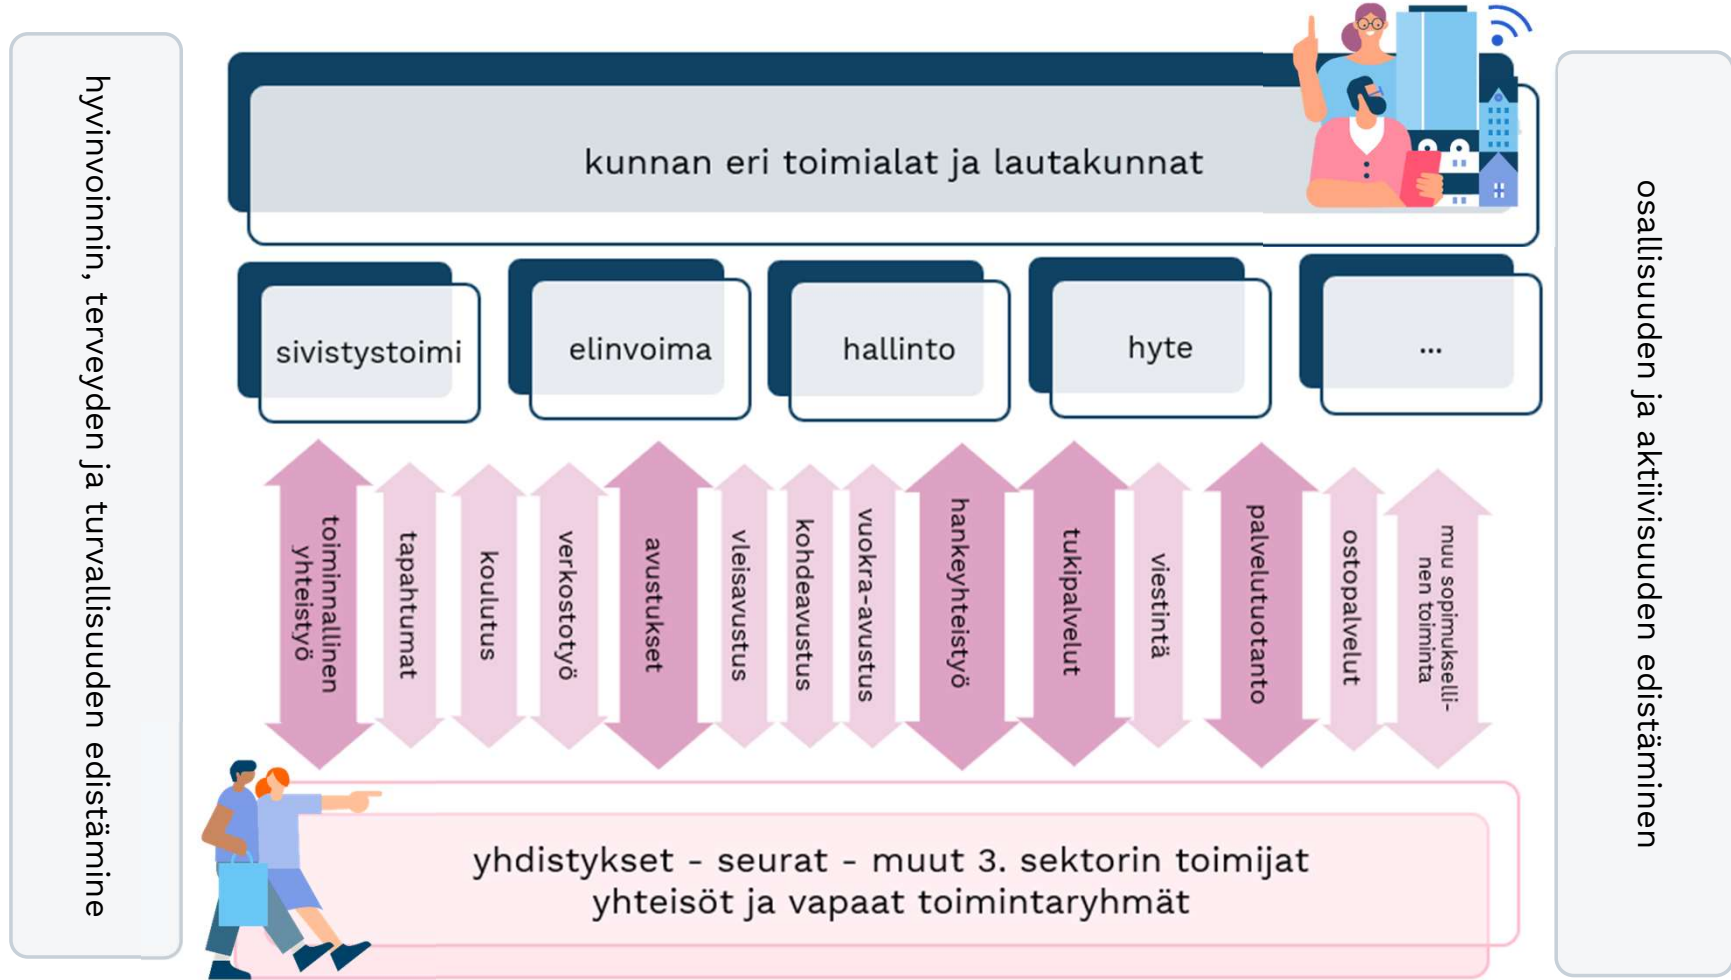 hyvinvoinnin, terveyden ja turvallisuuden edistämine
kunnan eri toimialat ja lautakunnat
sivistystoimi
elinvoima
hallinto
hyte
...
toiminnallinen
yhteistyö
tapahtumat
koulutus
verkostotyö
avustukset
vleisavustus
kohdeavustus
vuokra-avustus
hankeyhteistyö
tukipalvelut
viestintä
palvelutuotanto
ostopalvelut
muu sopimukselli-
nen toiminta
yhdistykset - seurat - muut 3. sektorin toimijat
yhteisöt ja vapaat toimintaryhmät
osallisuuden ja aktiivisuuden edistäminen